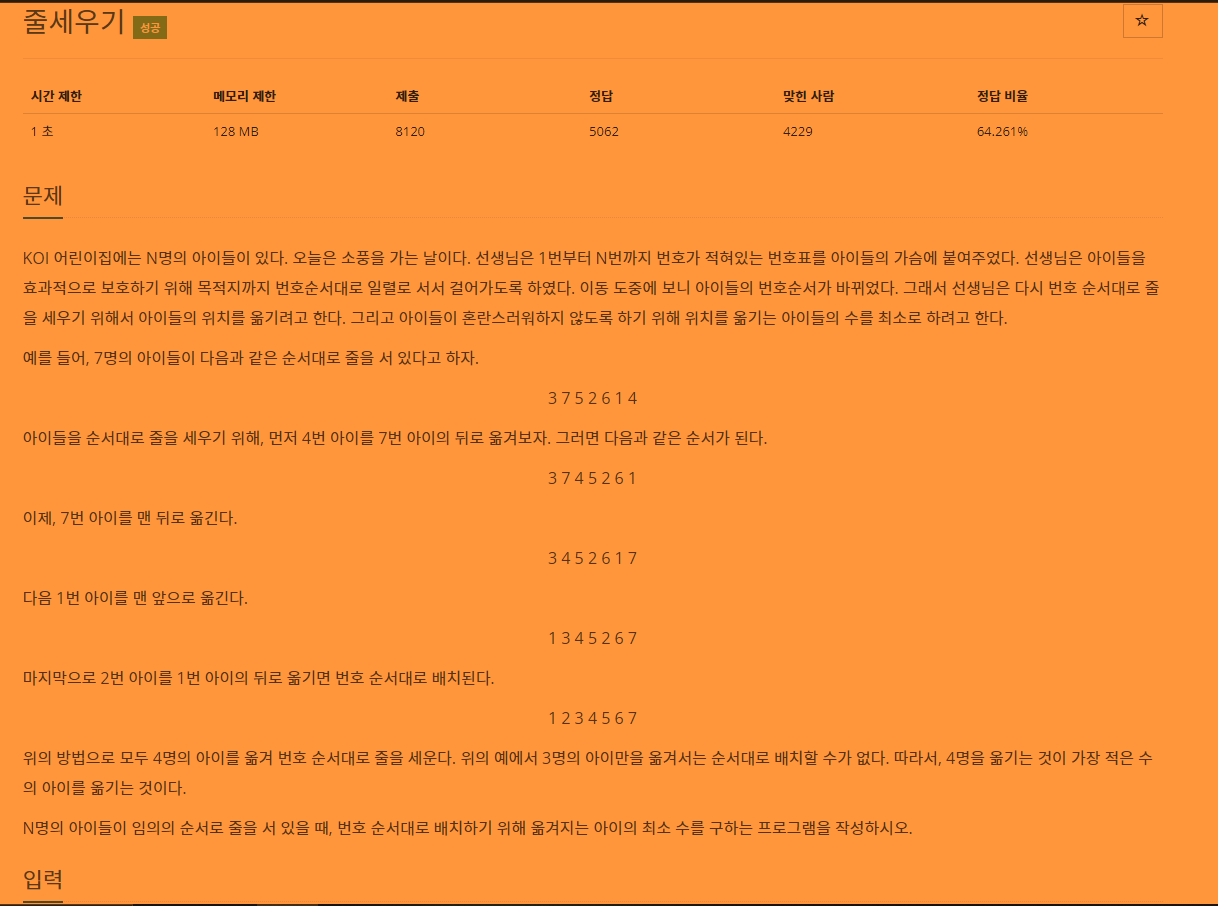 줄세우기 성공
☆
시간 제한 메모리 제한 제출 정답 맞힌 사람 정답 비율
1 초 128 MB 8120 5062 4229 64.261%
문제
KOI 어린이집에는 N명의 아이들이 있다. 오늘은 소풍을 가는 날이다. 선생님은 1번부터 N번까지 번호가 적혀있는 번호표를 아이들의 가슴에 붙여주었다. 선생님은 아이들을
효과적으로 보호하기 위해 목적지까지 번호순서대로 일렬로 서서 걸어가도록 하였다. 이동 도중에 보니 아이들의 번호순서가 바뀌었다. 그래서 선생님은 다시 번호 순서대로 줄
을 세우기 위해서 아이들의 위치를 옮기려고 한다. 그리고 아이들이 혼란스러워하지 않도록 하기 위해 위치를 옮기는 아이들의 수를 최소로 하려고 한다.
예를 들어, 7명의 아이들이 다음과 같은 순서대로 줄을 서 있다고 하자.
3 7 5 2 6 1 4
아이들을 순서대로 줄을 세우기 위해, 먼저 4번 아이를 7번 아이의 뒤로 옮겨보자. 그러면 다음과 같은 순서가 된다.
3 7 4 5 2 6 1
이제, 7번 아이를 맨 뒤로 옮긴다.
3 4 5 2 6 1 7
다음 1번 아이를 맨 앞으로 옮긴다.
1 3 4 5 2 6 7
마지막으로 2번 아이를 1번 아이의 뒤로 옮기면 번호 순서대로 배치된다.
1 2 3 4 5 6 7
위의 방법으로 모두 4명의 아이를 옮겨 번호 순서대로 줄을 세운다. 위의 예에서 3명의 아이만을 옮겨서는 순서대로 배치할 수가 없다. 따라서, 4명을 옮기는 것이 가장 적은 수
의 아이를 옮기는 것이다.
N명의 아이들이 임의의 순서로 줄을 서 있을 때, 번호 순서대로 배치하기 위해 옮겨지는 아이의 최소 수를 구하는 프로그램을 작성하시오.
입력